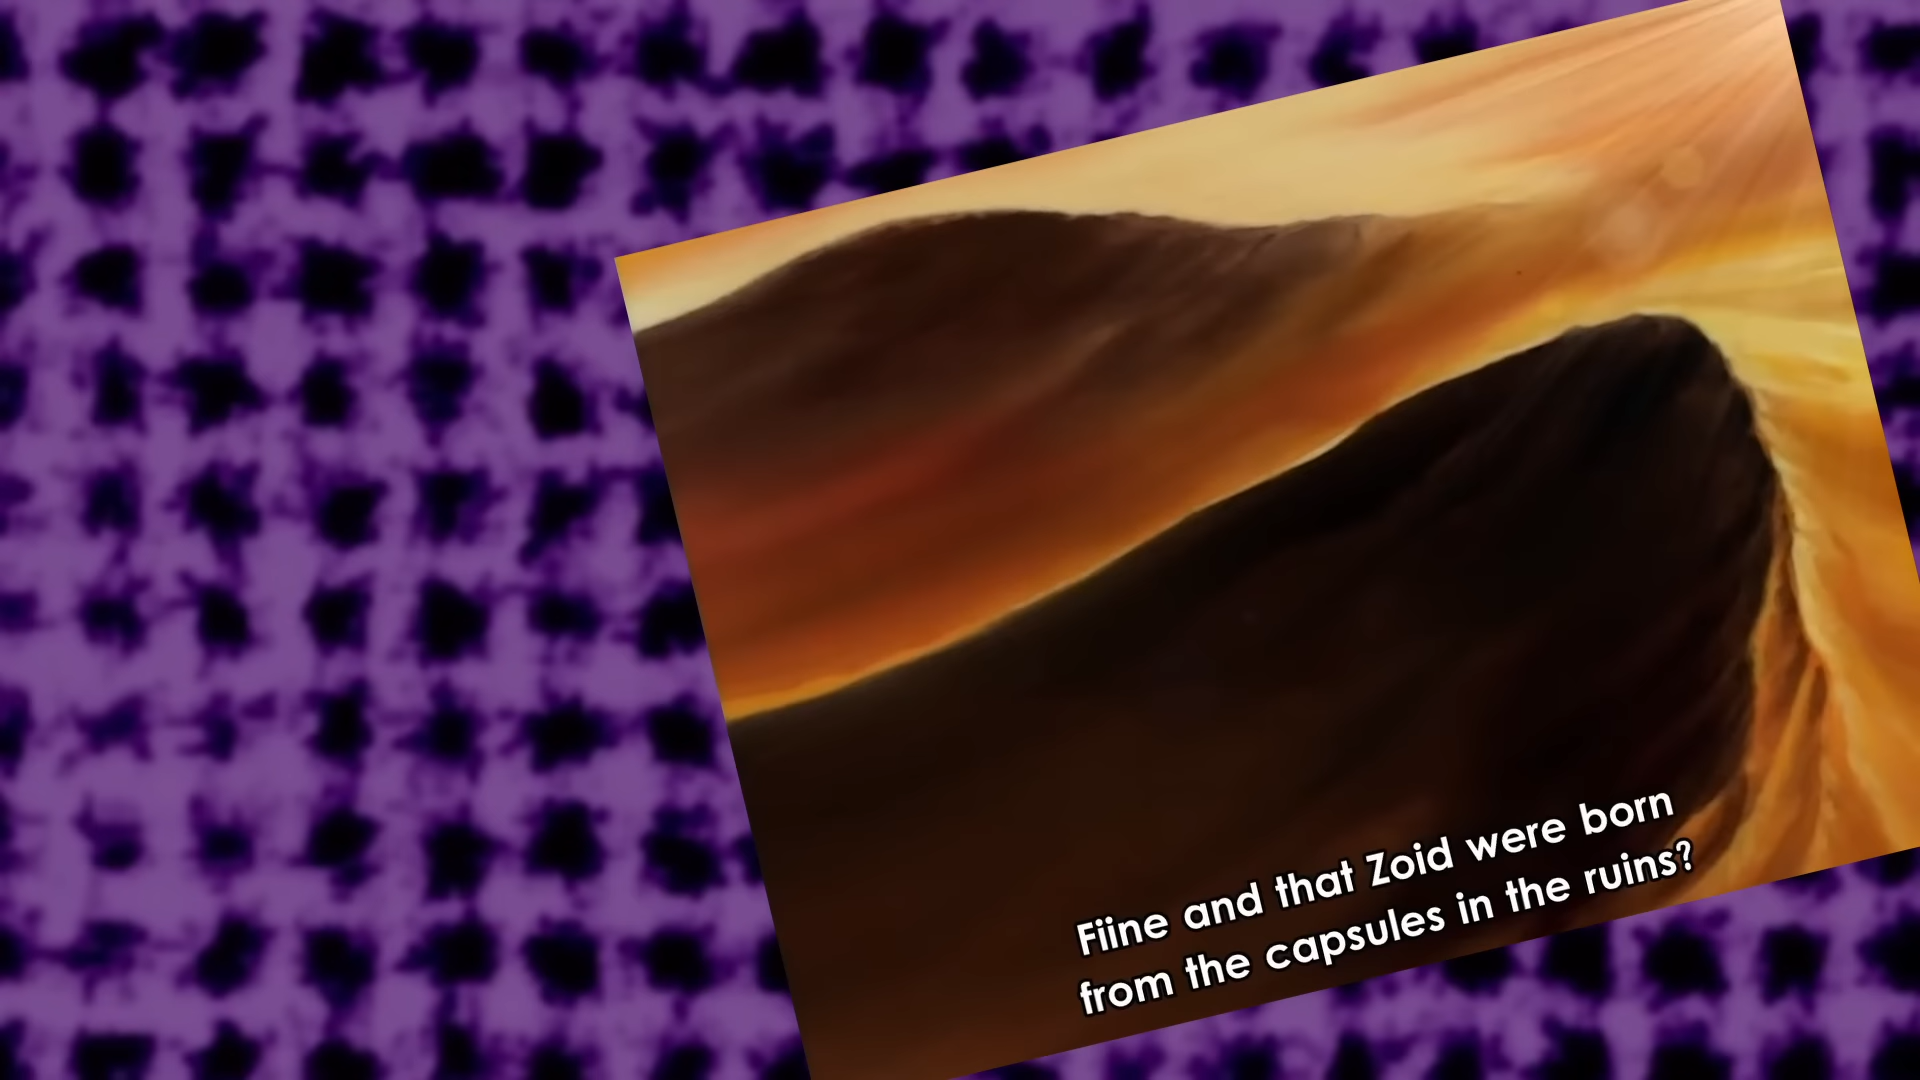 Fiine and that Zoid were born
from the capsules in the ruins?